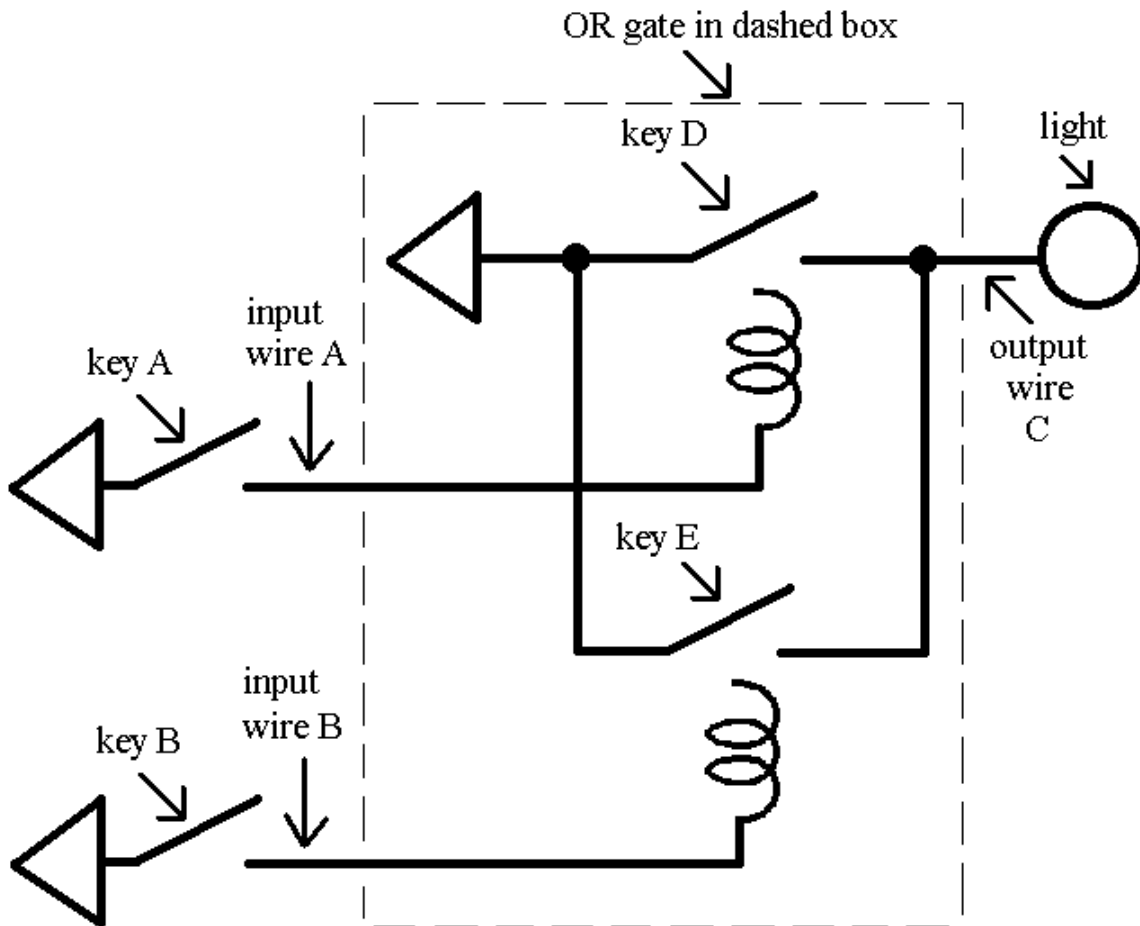 OR gate in dashed box
key D
light
input
wire A
key A
output
wire
C
key E
input
wire B
key B